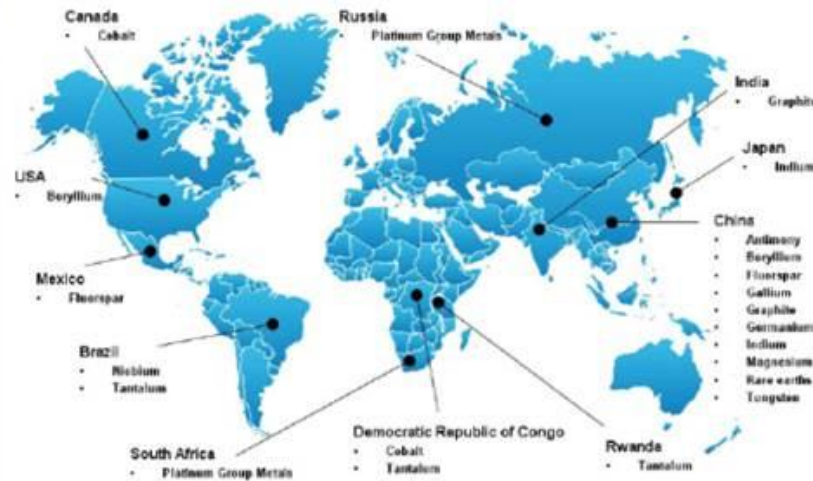 Canada
• Cobalt
Russia
• Platinum Group Metals
India
• Graphite
Japan
• Indium
USA
• Beryllium
China
• Antimony
• Beryllium
• Fluorspar
• Gallium
• Graphite
• Germanium
• Indium
• Magnesium
• Rare earths
• Tungsten
Mexico
• Fluorspar
Brazil
• Niobium
• Tantalum
South Africa
• Platinum Group Metals
Democratic Republic of Congo
• Cobalt
• Tantalum
Rwanda
• Tantalum